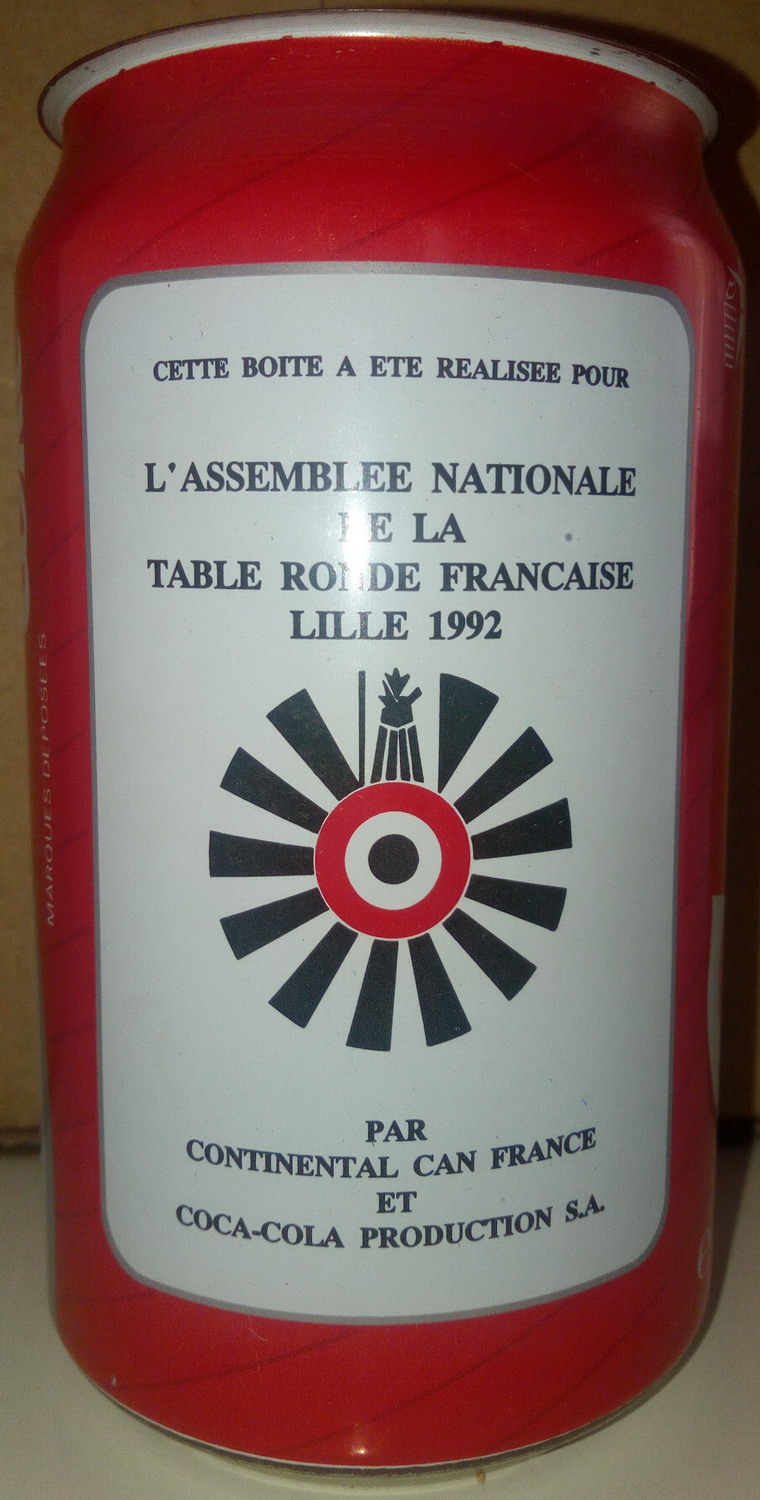 CETTE BOITE A ETE REALISEE POUR
L'ASSEMBLEE NATIONALE
DE LA
TABLE RONDE FRANCAISE
LILLE 1992
PAR
CONTINENTAL CAN FRANCE
ET
COCA-COLA PRODUCTION S.A.
MARQUES DEPOSEES